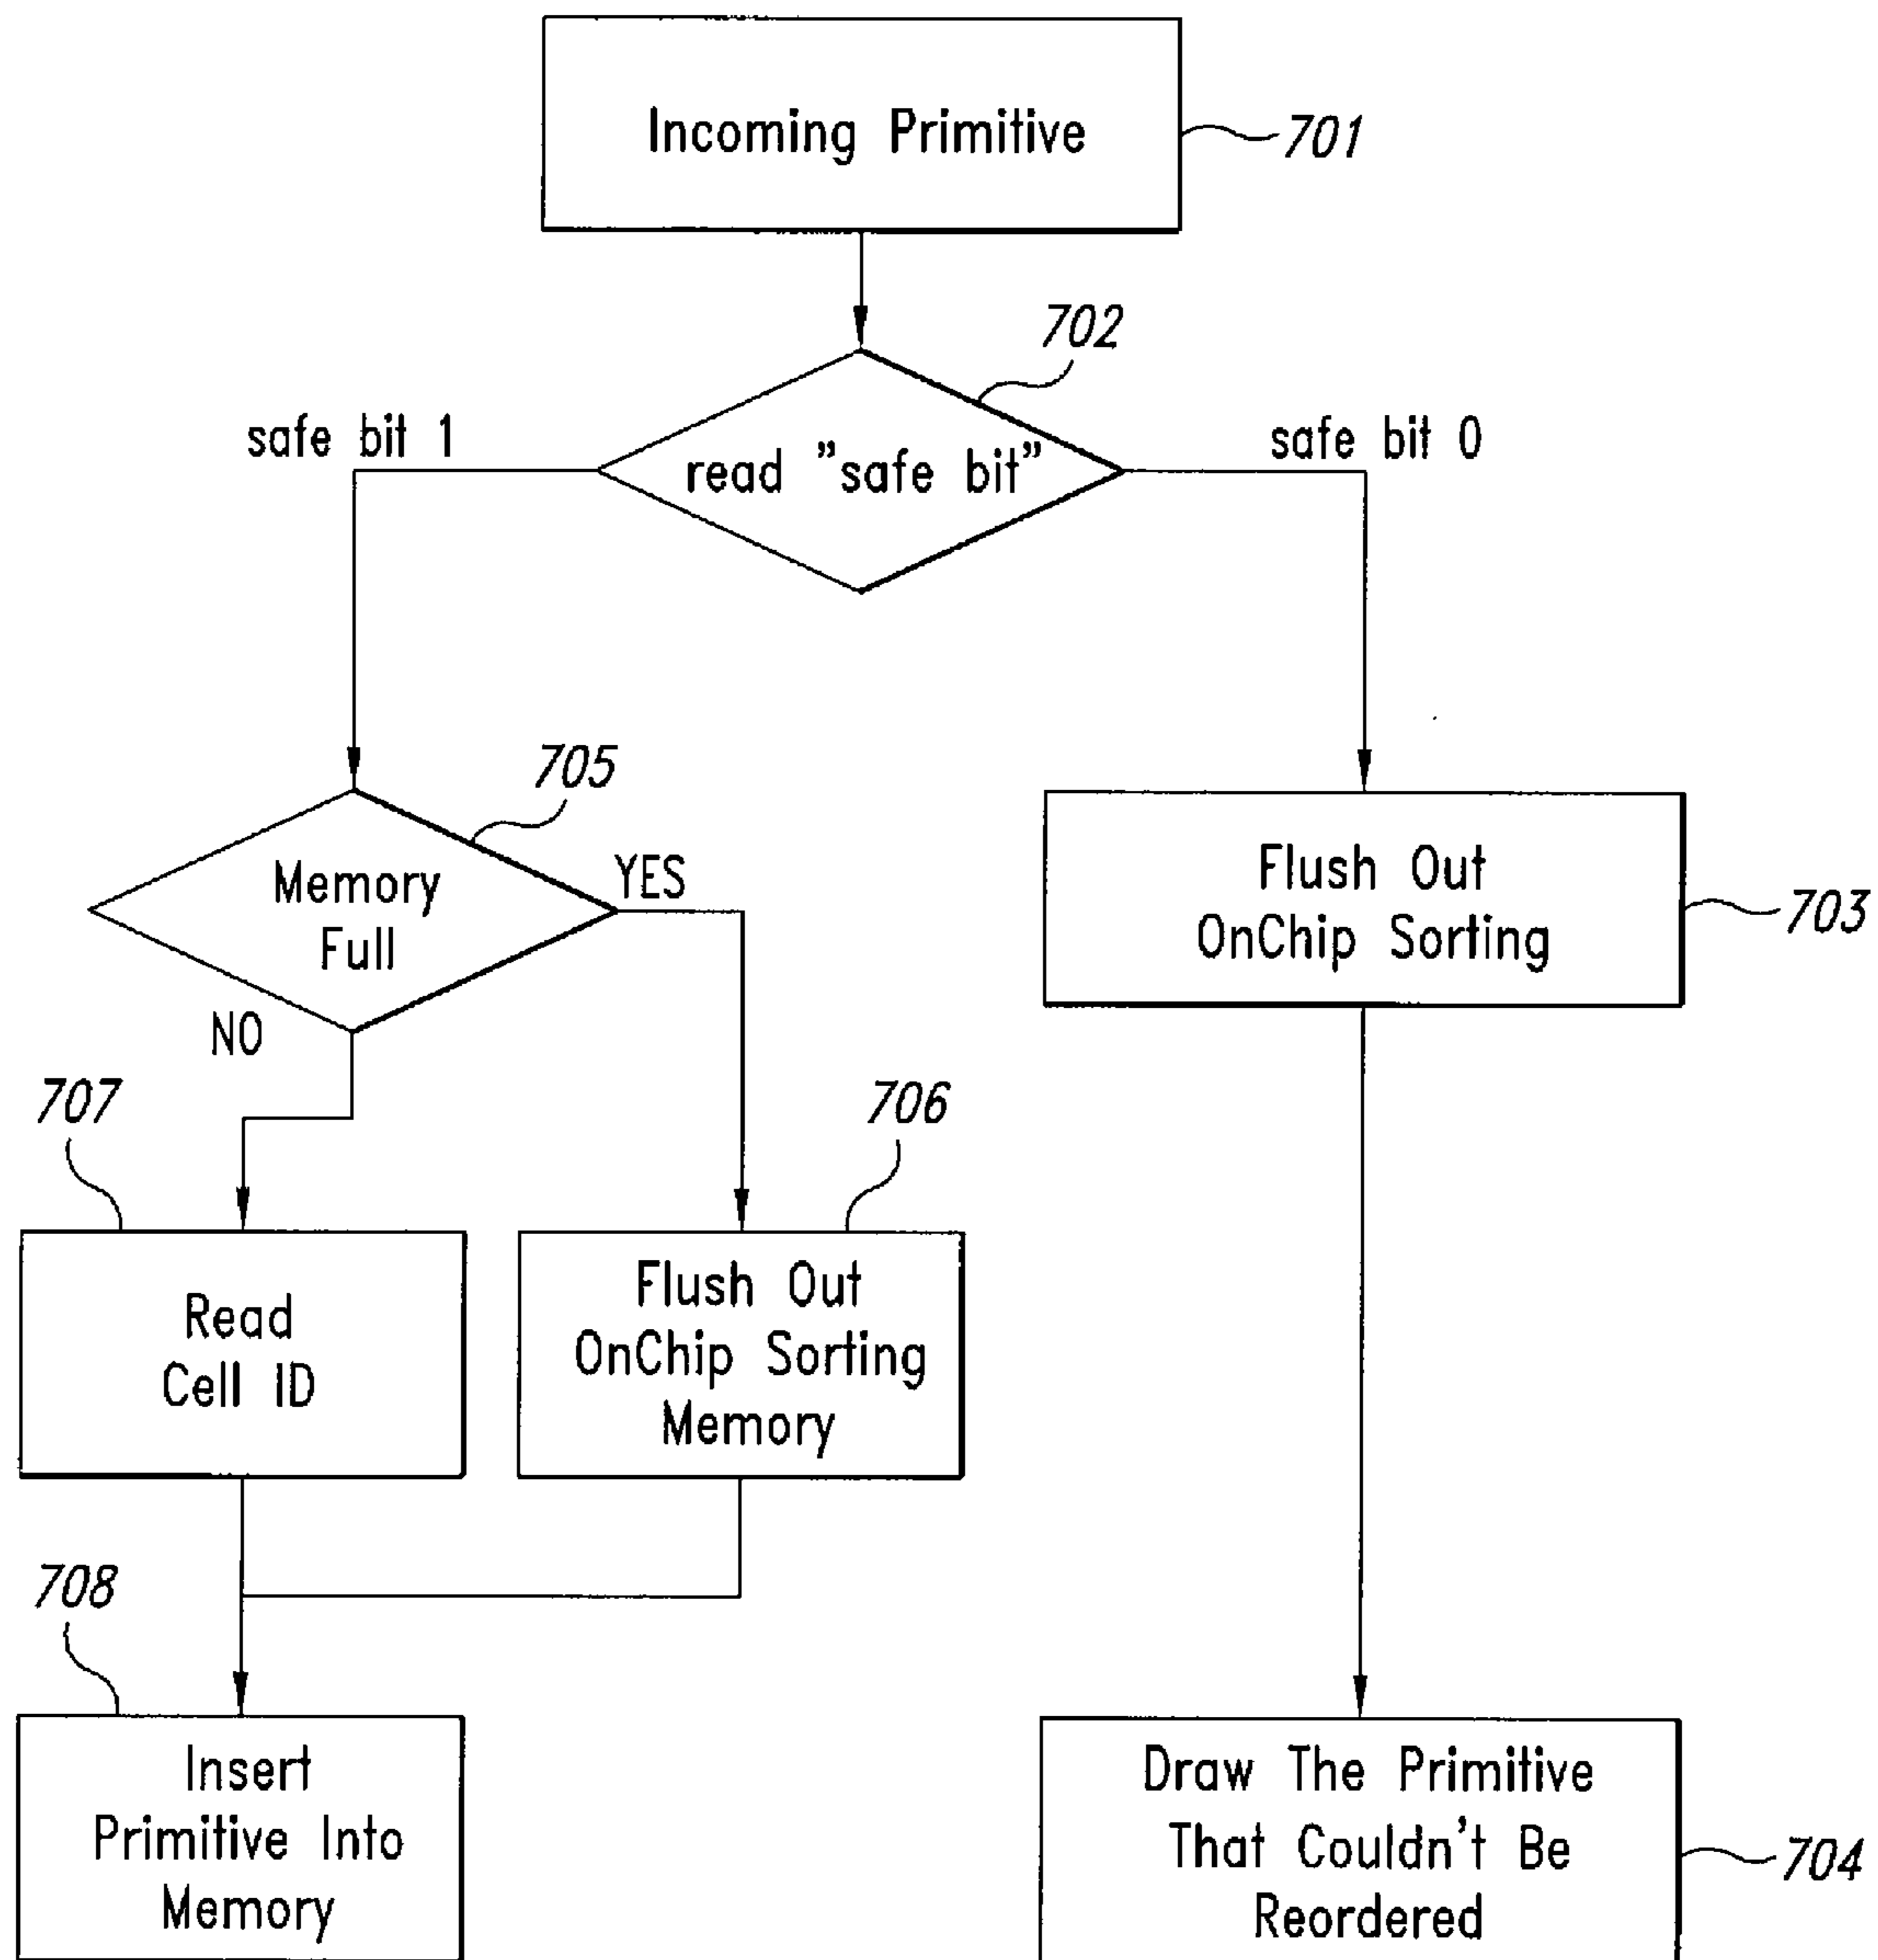 Incoming Primitive
701
702
safe bit 1
read "safe bit"
safe bit 0
705
Memory
Full
YES
NO
Flush Out
OnChip Sorting
703
707
706
Read
Cell ID
Flush Out
OnChip Sorting
Memory
708
Insert
Primitive Into
Memory
Draw The Primitive
That Couldn't Be
Reordered
704